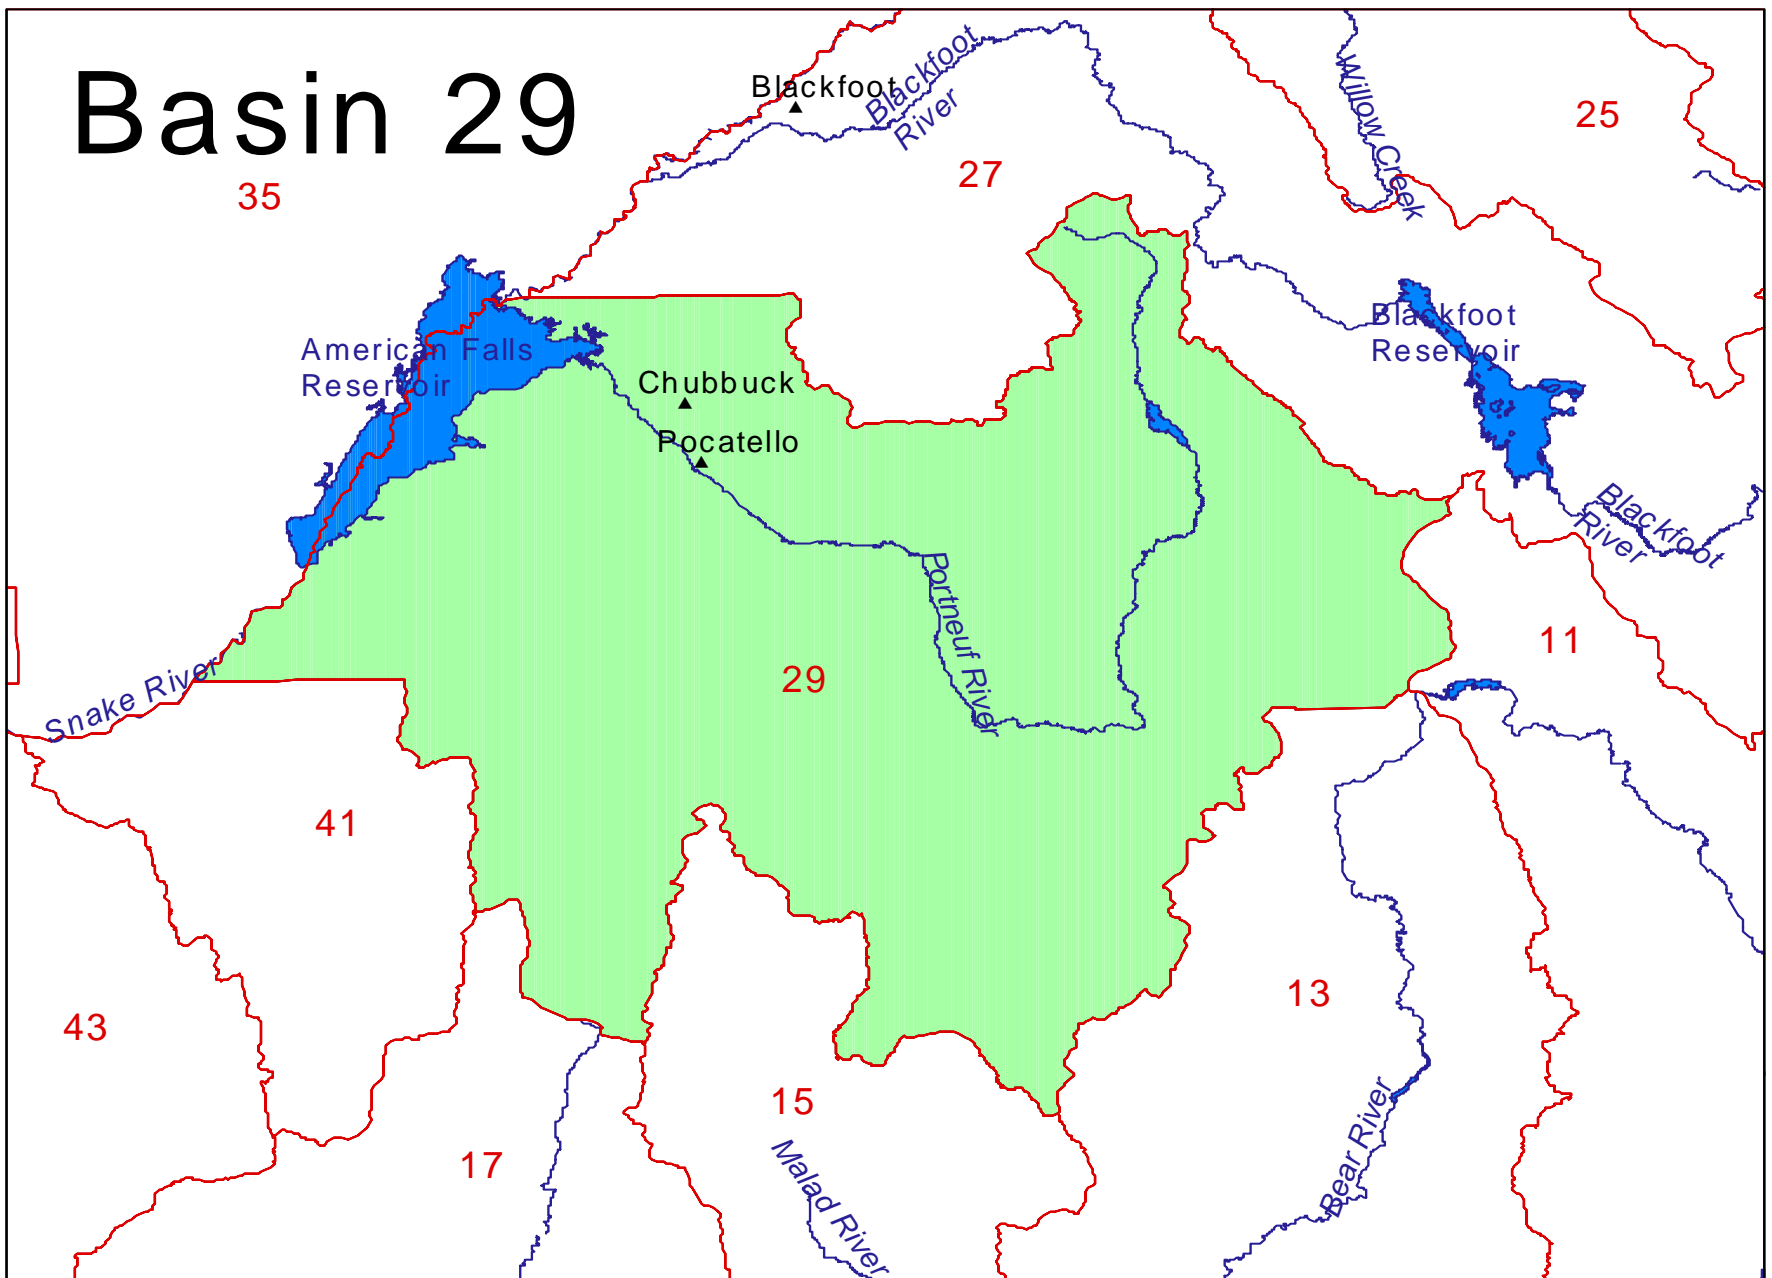 Basin 29
Blackfoot
Blackfoot
River
Willow Creek
25
35
27
American Falls
Reservoir
Blackfoot
Reservoir
Chubbuck
Pocatello
Blackfoot
River
Portneuf River
11
29
Snake River
41
13
43
15
17
Malad River
Bear River